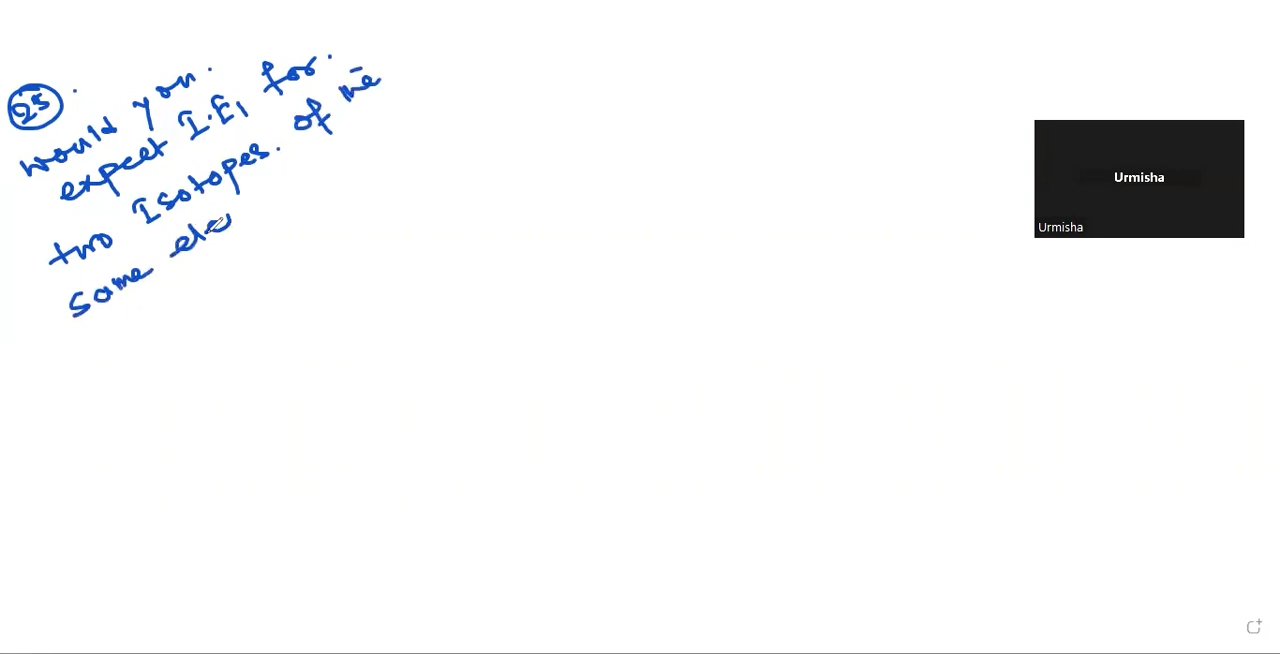 25.
would you.
expect I.E1 for.
two Isotopes. of the
same ele
Urmisha
Urmisha